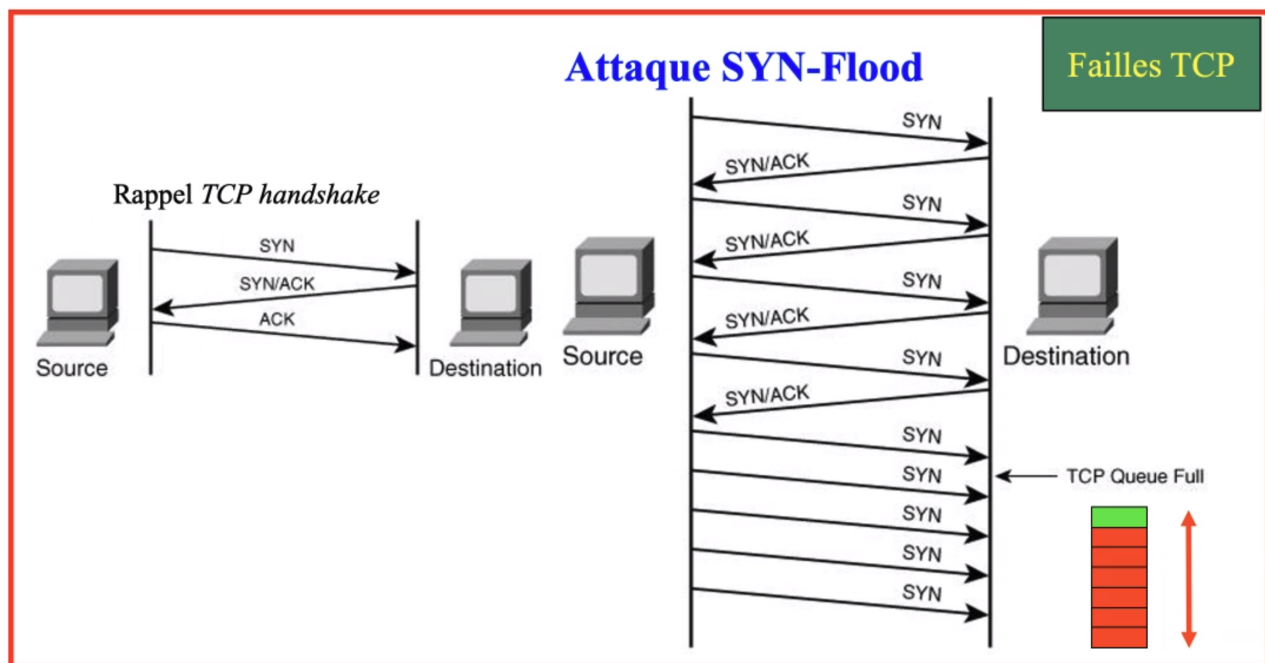 Attaque SYN-Flood
Failles TCP
Rappel TCP handshake
SYN
SYN/ACK
ACK
Source
Destination
SYN
SYN/ACK
SYN
SYN/ACK
SYN
SYN/ACK
SYN
SYN/ACK
SYN
SYN
SYN
SYN
SYN
Source
Destination
TCP Queue Full